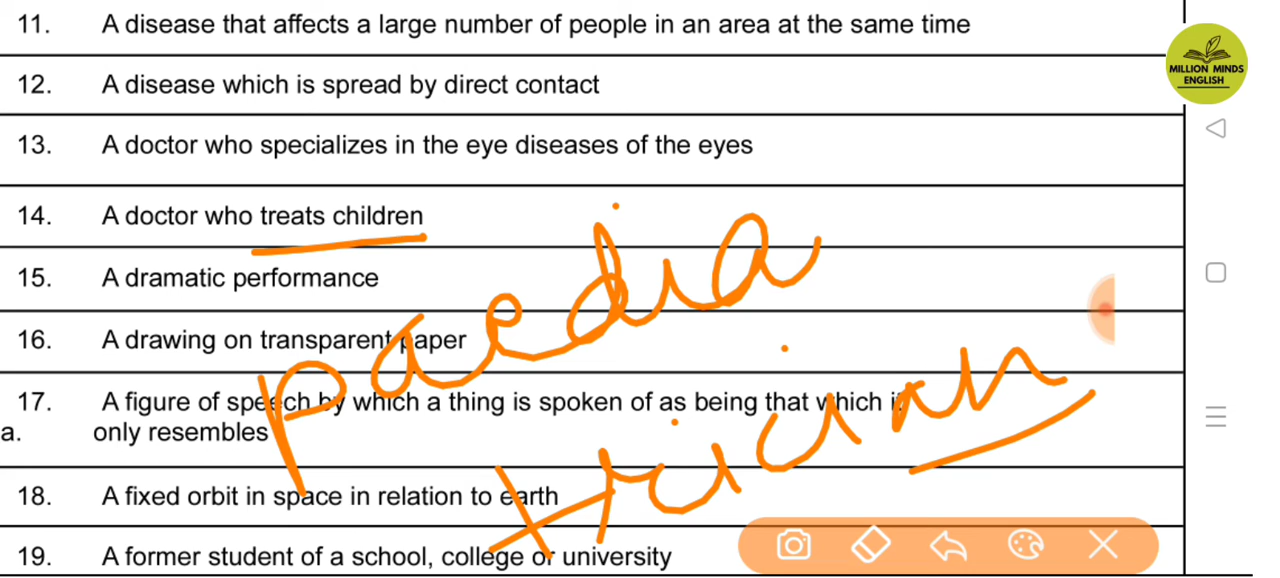 11. A disease that affects a large number of people in an area at the same time
MILLION MINDS
ENGLISH
12. A disease which is spread by direct contact
13. A doctor who specializes in the eye diseases of the eyes
14. A doctor who treats children
15. A dramatic performance
16. A drawing on transparent paper
17. A figure of speech by which a thing is spoken of as being that which it
a. only resembles
18. A fixed orbit in space in relation to earth
19. A former student of a school, college or university
paedia
trician